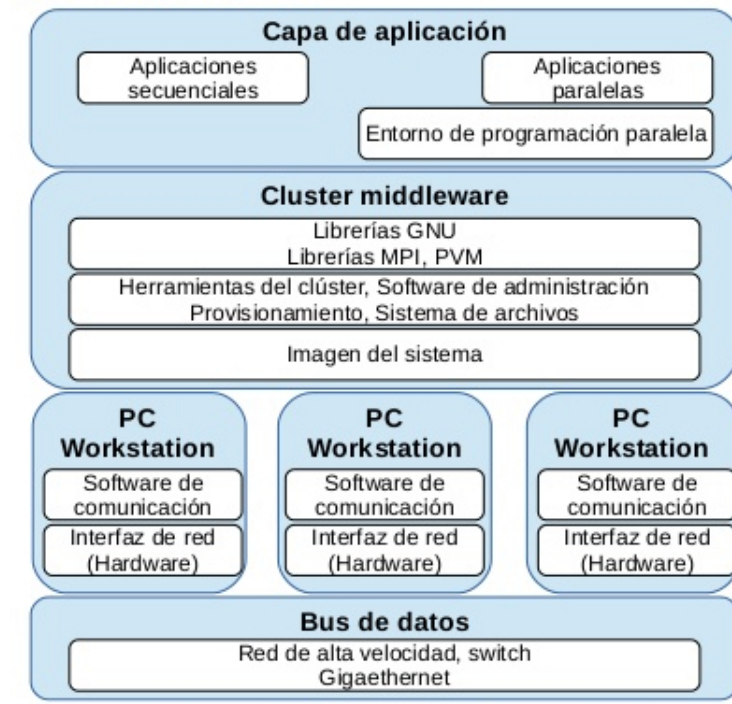 Capa de aplicación
Aplicaciones
secuenciales
Aplicaciones
paralelas
Entorno de programación paralela
Cluster middleware
Librerías GNU
Librerías MPI, PVM
Herramientas del clúster, Software de administración
Provisionamiento, Sistema de archivos
Imagen del sistema
PC
Workstation
Software de
comunicación
Interfaz de red
(Hardware)
PC
Workstation
Software de
comunicación
Interfaz de red
(Hardware)
PC
Workstation
Software de
comunicación
Interfaz de red
(Hardware)
Bus de datos
Red de alta velocidad, switch
Gigaethernet